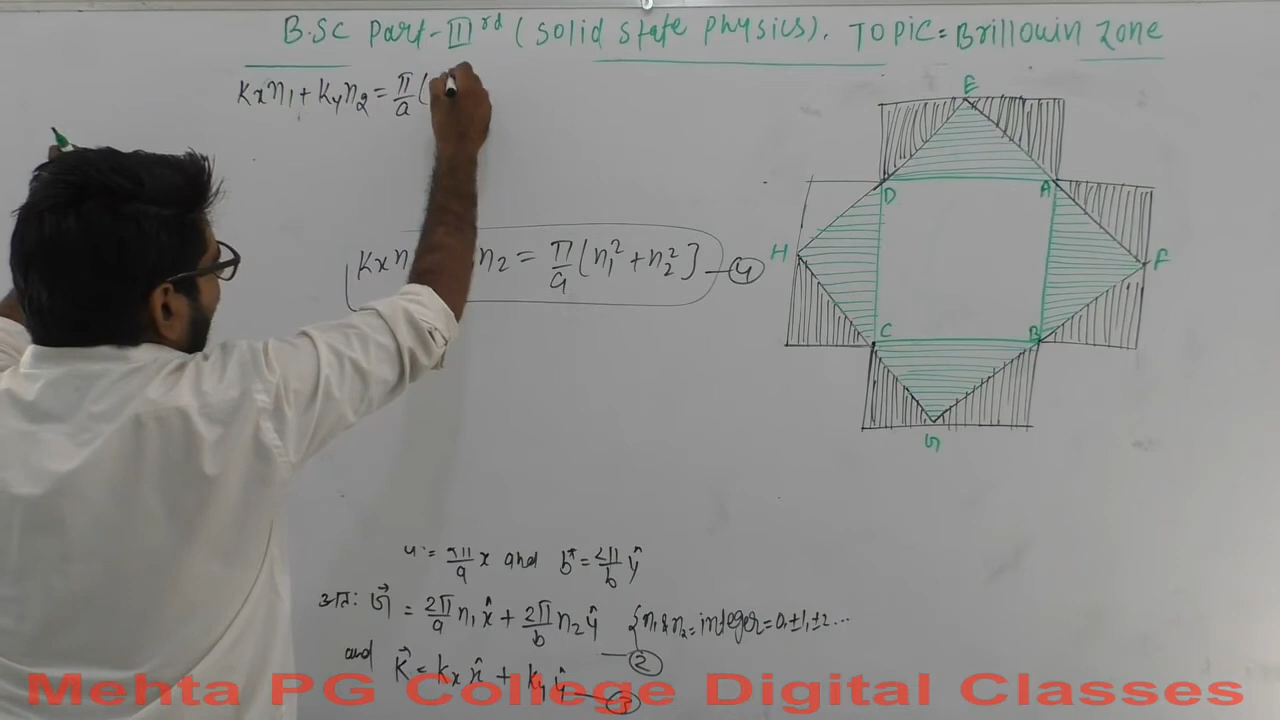 B.SC Part-IIIrd (Solid State Physics). TOPIC = Brillouin Zone
kxn1 + kyn2 = π/a (
kxn n2 = π/a [n1² + n2²] — 4
E
D
A
H
F
C
B
G
= 2π/a x and b* = 2π/b ŷ
अतः G⃗ = 2π/a n1 x̂ + 2π/b n2 ŷ {n1 & n2 = integer = 0, ±1, ±2 ...
— 2
and K⃗ = kx x̂ + ky ŷ — 3
Mehta PG College Digital Classes